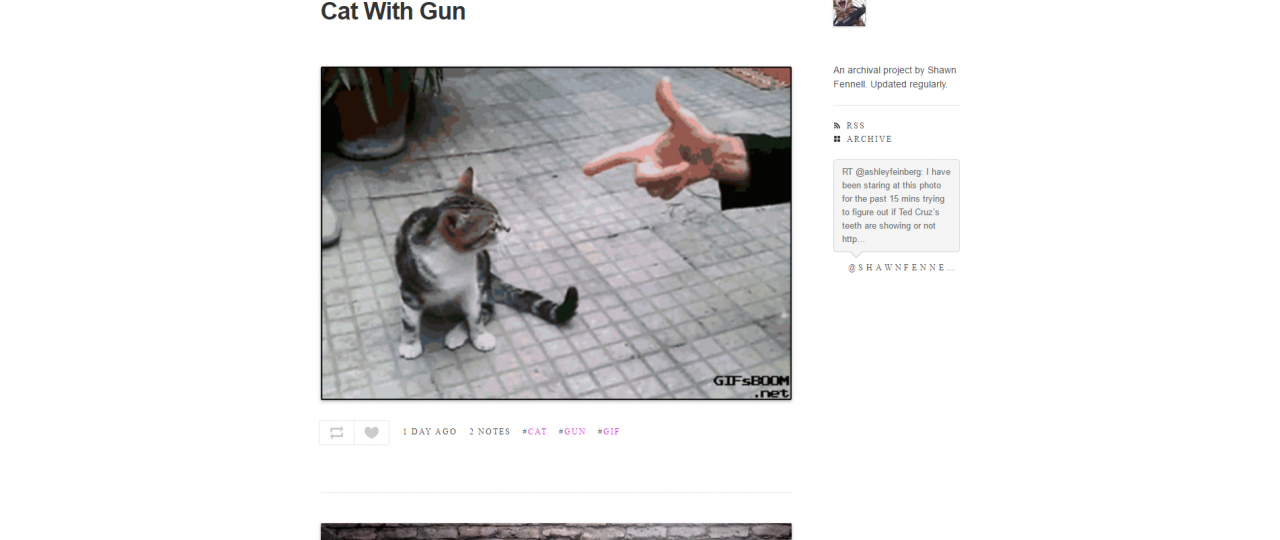 Cat With Gun
GIFsBOOM
.net
1 DAY AGO 2 NOTES #CAT #GUN #GIF
An archival project by Shawn
Fennell. Updated regularly.
RSS
ARCHIVE
RT @ashleyfeinberg: I have
been staring at this photo
for the past 15 mins trying
to figure out if Ted Cruz's
teeth are showing or not
http...
@SHAWNFENNE...